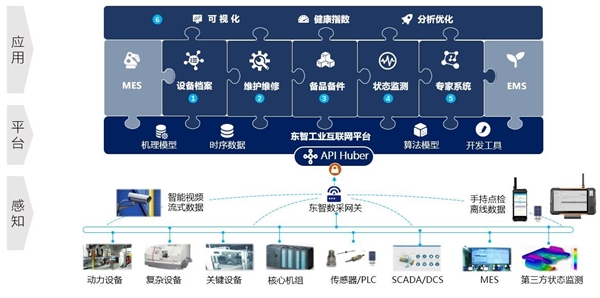 应用
⑥ 可视化 健康指数 分析优化
MES 设备档案 维护维修 备品备件 状态监测 专家系统 EMS
① ② ③ ④ ⑤
平台
东智工业互联网平台
机理模型 时序数据 算法模型 开发工具
API Huber
感知
智能视频
流式数据
东智数采网关
手持点检
离线数据
动力设备 复杂设备 关键设备 核心机组 传感器/PLC SCADA/DCS MES 第三方状态监测